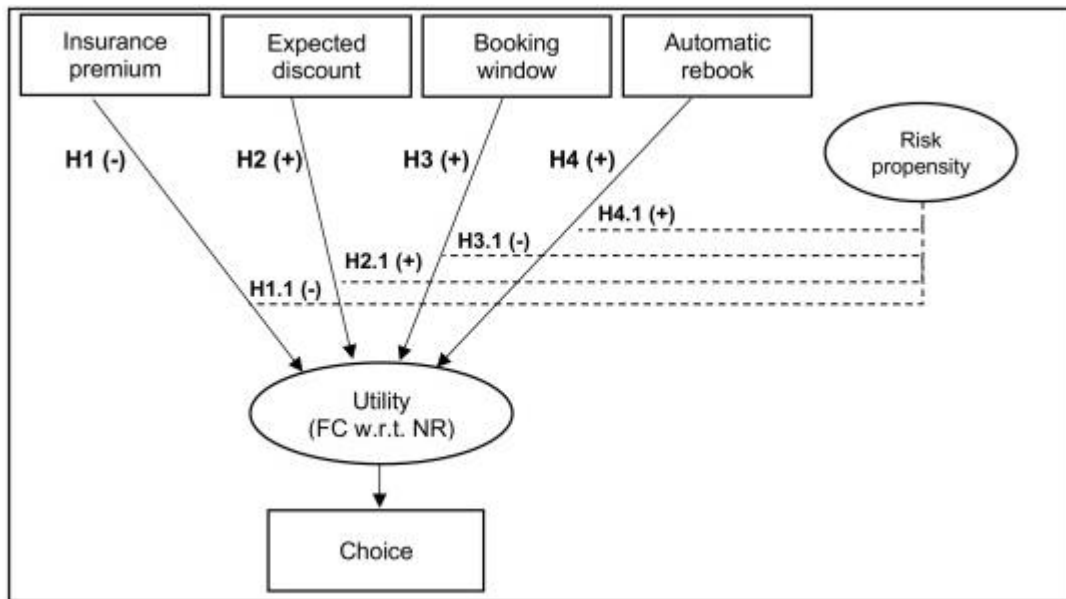 Insurance
premium
Expected
discount
Booking
window
Automatic
rebook
H1 (-)
H2 (+)
H3 (+)
H4 (+)
Risk
propensity
H4.1 (+)
H3.1 (-)
H2.1 (+)
H1.1 (-)
Utility
(FC w.r.t. NR)
Choice